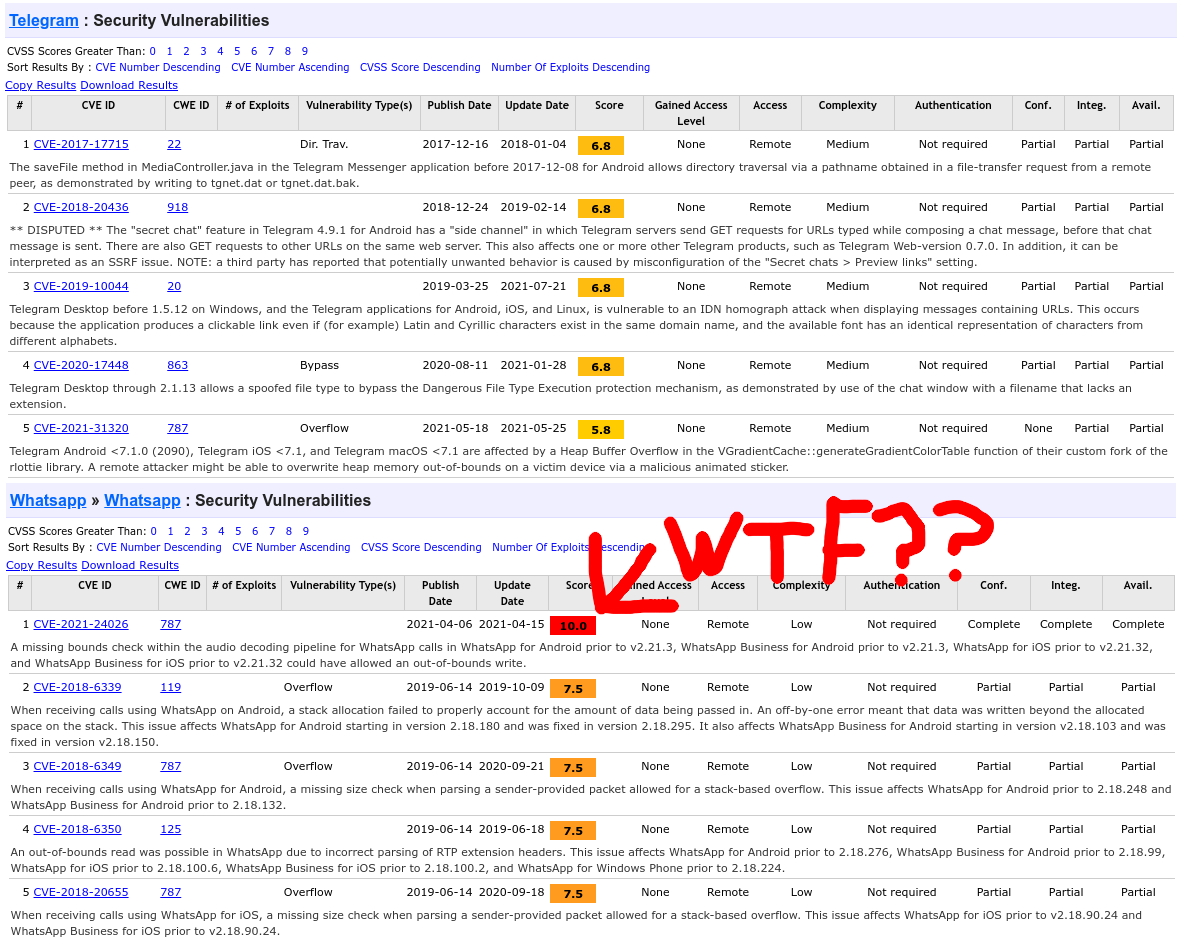 Telegram : Security Vulnerabilities
CVSS Scores Greater Than: 0 1 2 3 4 5 6 7 8 9
Sort Results By : CVE Number Descending CVE Number Ascending CVSS Score Descending Number Of Exploits Descending
Copy Results Download Results
# CVE ID CWE ID # of Exploits Vulnerability Type(s) Publish Date Update Date Score Gained Access Level Access Complexity Authentication Conf. Integ. Avail.
1 CVE-2017-17715 22 Dir. Trav. 2017-12-16 2018-01-04 6.8 None Remote Medium Not required Partial Partial Partial
The saveFile method in MediaController.java in the Telegram Messenger application before 2017-12-08 for Android allows directory traversal via a pathname obtained in a file-transfer request from a remote
peer, as demonstrated by writing to tgnet.dat or tgnet.dat.bak.
2 CVE-2018-20436 918 2018-12-24 2019-02-14 6.8 None Remote Medium Not required Partial Partial Partial
** DISPUTED ** The "secret chat" feature in Telegram 4.9.1 for Android has a "side channel" in which Telegram servers send GET requests for URLs typed while composing a chat message, before that chat
message is sent. There are also GET requests to other URLs on the same web server. This also affects one or more other Telegram products, such as Telegram Web-version 0.7.0. In addition, it can be
interpreted as an SSRF issue. NOTE: a third party has reported that potentially unwanted behavior is caused by misconfiguration of the "Secret chats > Preview links" setting.
3 CVE-2019-10044 20 2019-03-25 2021-07-21 6.8 None Remote Medium Not required Partial Partial Partial
Telegram Desktop before 1.5.12 on Windows, and the Telegram applications for Android, iOS, and Linux, is vulnerable to an IDN homograph attack when displaying messages containing URLs. This occurs
because the application produces a clickable link even if (for example) Latin and Cyrillic characters exist in the same domain name, and the available font has an identical representation of characters from
different alphabets.
4 CVE-2020-17448 863 Bypass 2020-08-11 2021-01-28 6.8 None Remote Medium Not required Partial Partial Partial
Telegram Desktop through 2.1.13 allows a spoofed file type to bypass the Dangerous File Type Execution protection mechanism, as demonstrated by use of the chat window with a filename that lacks an
extension.
5 CVE-2021-31320 787 Overflow 2021-05-18 2021-05-25 5.8 None Remote Medium Not required None Partial Partial
Telegram Android <7.1.0 (2090), Telegram iOS <7.1, and Telegram macOS <7.1 are affected by a Heap Buffer Overflow in the VGradientCache::generateGradientColorTable function of their custom fork of the
rlottie library. A remote attacker might be able to overwrite heap memory out-of-bounds on a victim device via a malicious animated sticker.
Whatsapp » Whatsapp : Security Vulnerabilities
WTF??
CVSS Scores Greater Than: 0 1 2 3 4 5 6 7 8 9
Sort Results By : CVE Number Descending CVE Number Ascending CVSS Score Descending Number Of Exploits Descending
Copy Results Download Results
# CVE ID CWE ID # of Exploits Vulnerability Type(s) Publish Date Update Date Score Gained Access Level Access Complexity Authentication Conf. Integ. Avail.
1 CVE-2021-24026 787 2021-04-06 2021-04-15 10.0 None Remote Low Not required Complete Complete Complete
A missing bounds check within the audio decoding pipeline for WhatsApp calls in WhatsApp for Android prior to v2.21.3, WhatsApp Business for Android prior to v2.21.3, WhatsApp for iOS prior to v2.21.32,
and WhatsApp Business for iOS prior to v2.21.32 could have allowed an out-of-bounds write.
2 CVE-2018-6339 119 Overflow 2019-06-14 2019-10-09 7.5 None Remote Low Not required Partial Partial Partial
When receiving calls using WhatsApp on Android, a stack allocation failed to properly account for the amount of data being passed in. An off-by-one error meant that data was written beyond the allocated
space on the stack. This issue affects WhatsApp for Android starting in version 2.18.180 and was fixed in version 2.18.295. It also affects WhatsApp Business for Android starting in version v2.18.103 and was
fixed in version v2.18.150.
3 CVE-2018-6349 787 Overflow 2019-06-14 2020-09-21 7.5 None Remote Low Not required Partial Partial Partial
When receiving calls using WhatsApp for Android, a missing size check when parsing a sender-provided packet allowed for a stack-based overflow. This issue affects WhatsApp for Android prior to 2.18.248 and
WhatsApp Business for Android prior to 2.18.132.
4 CVE-2018-6350 125 2019-06-14 2019-06-18 7.5 None Remote Low Not required Partial Partial Partial
An out-of-bounds read was possible in WhatsApp due to incorrect parsing of RTP extension headers. This issue affects WhatsApp for Android prior to 2.18.276, WhatsApp Business for Android prior to 2.18.99,
WhatsApp for iOS prior to 2.18.100.6, WhatsApp Business for iOS prior to 2.18.100.2, and WhatsApp for Windows Phone prior to 2.18.224.
5 CVE-2018-20655 787 Overflow 2019-06-14 2020-09-18 7.5 None Remote Low Not required Partial Partial Partial
When receiving calls using WhatsApp for iOS, a missing size check when parsing a sender-provided packet allowed for a stack-based overflow. This issue affects WhatsApp for iOS prior to v2.18.90.24 and
WhatsApp Business for iOS prior to v2.18.90.24.